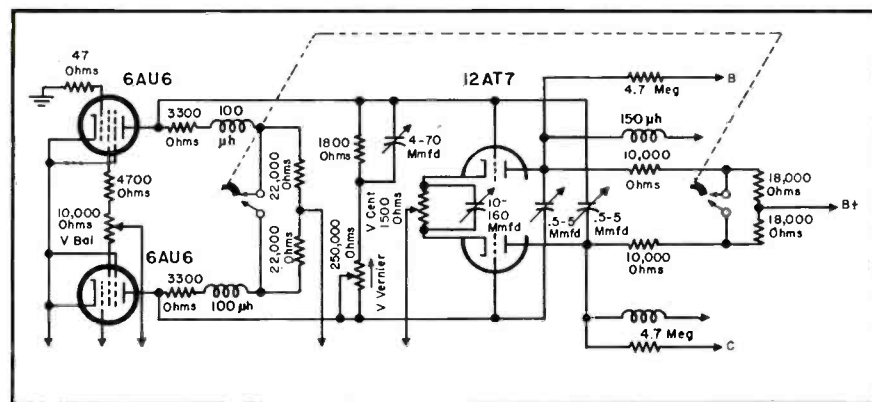 47
Ohms
6AU6
3300
Ohms
100
μh
22,000
Ohms
4700
Ohms
10,000
Ohms
V Bal
6AU6
22,000
Ohms
3300
Ohms
100 μh
1800
Ohms
4-70
Mmfd
250,000
Ohms
V Vernier
V Cent
1500
Ohms
12AT7
10-
160
Mmfd
.5-5
Mmfd
.5-5
Mmfd
4.7 Meg
B
150 μh
10,000
Ohms
18,000
Ohms
B+
18,000
Ohms
10,000
Ohms
4.7 Meg
C